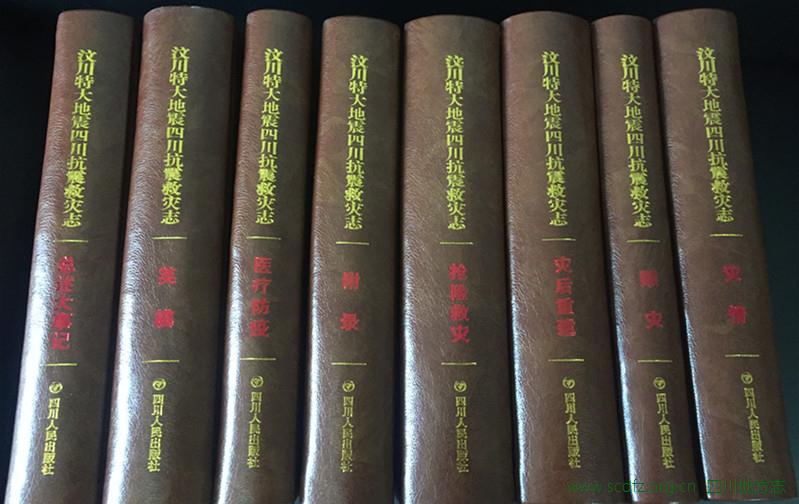 汶川特大地震四川抗震救灾志
总述大事记
四川人民出版社
汶川特大地震四川抗震救灾志
英模
四川人民出版社
汶川特大地震四川抗震救灾志
医疗防疫
四川人民出版社
汶川特大地震四川抗震救灾志
附录
四川人民出版社
汶川特大地震四川抗震救灾志
抢险救灾
四川人民出版社
汶川特大地震四川抗震救灾志
灾后重建
四川人民出版社
汶川特大地震四川抗震救灾志
赈灾
四川人民出版社
汶川特大地震四川抗震救灾志
灾情
四川人民出版社
www.scdfz.org.cn 四川地方志